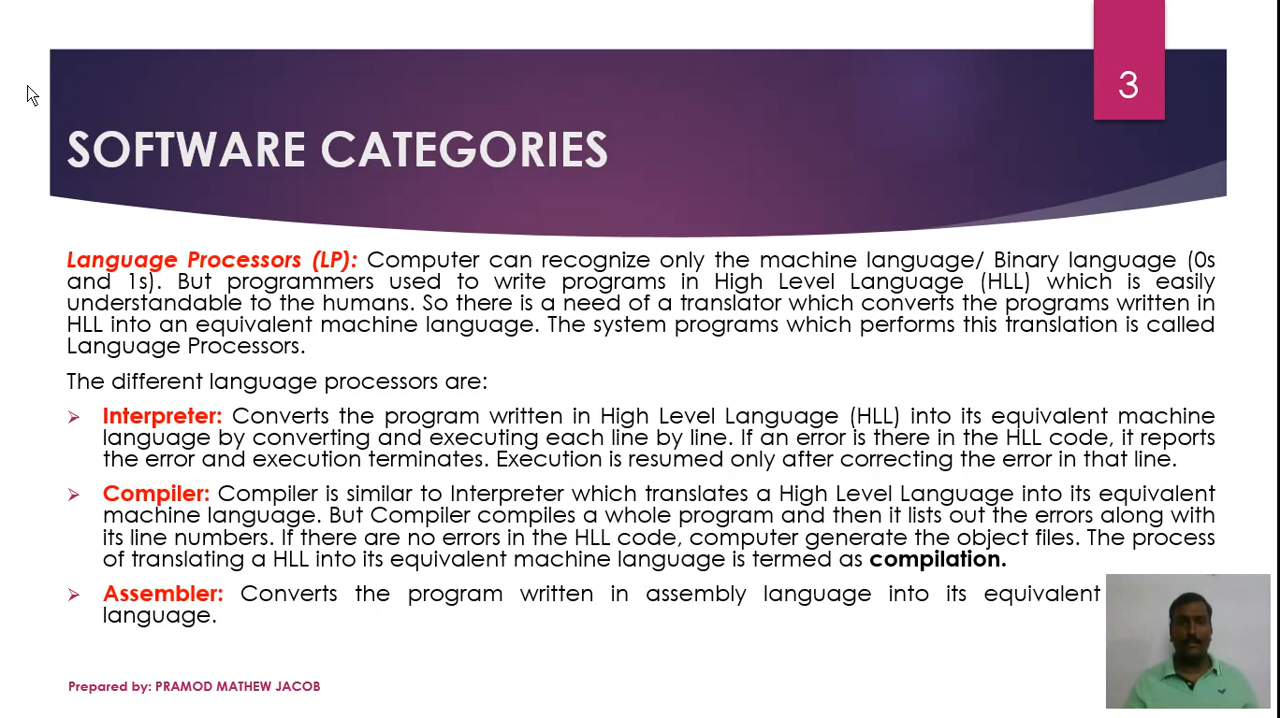 3
SOFTWARE CATEGORIES
Language Processors (LP): Computer can recognize only the machine language/ Binary language (0s
and 1s). But programmers used to write programs in High Level Language (HLL) which is easily
understandable to the humans. So there is a need of a translator which converts the programs written in
HLL into an equivalent machine language. The system programs which performs this translation is called
Language Processors.
The different language processors are:
➢ Interpreter: Converts the program written in High Level Language (HLL) into its equivalent machine
language by converting and executing each line by line. If an error is there in the HLL code, it reports
the error and execution terminates. Execution is resumed only after correcting the error in that line.
➢ Compiler: Compiler is similar to Interpreter which translates a High Level Language into its equivalent
machine language. But Compiler compiles a whole program and then it lists out the errors along with
its line numbers. If there are no errors in the HLL code, computer generate the object files. The process
of translating a HLL into its equivalent machine language is termed as compilation.
➢ Assembler: Converts the program written in assembly language into its equivalent
language.
Prepared by: PRAMOD MATHEW JACOB